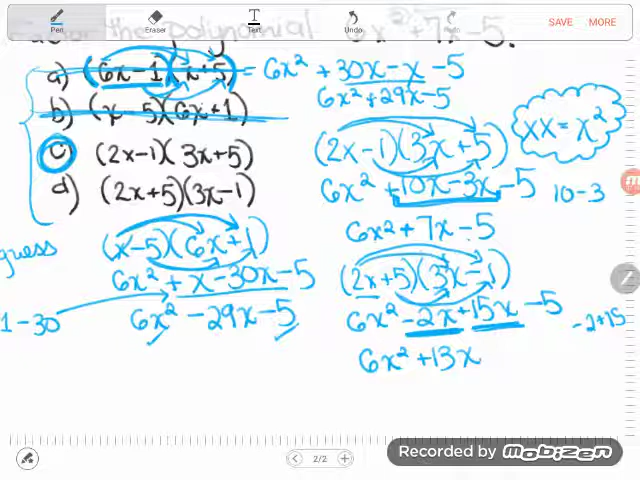 Pen Eraser Text Undo Redo SAVE MORE
polynomial 6x² + 7x - 5.
a) (6x-1)(x+5) = 6x² + 30x - x - 5
6x² + 29x - 5
b) (x-5)(6x+1)
xx = x²
(2x-1)(3x+5)
c) (2x-1)(3x+5)
6x² + 10x - 3x - 5 10-3
d) (2x+5)(3x-1)
6x² + 7x - 5
guess
(x-5)(6x+1)
6x² + x - 30x - 5
(2x+5)(3x-1)
1-30
6x² - 29x - 5
6x² - 2x + 15x - 5
-2+15
6x² + 13x
2/2
Recorded by mobizen